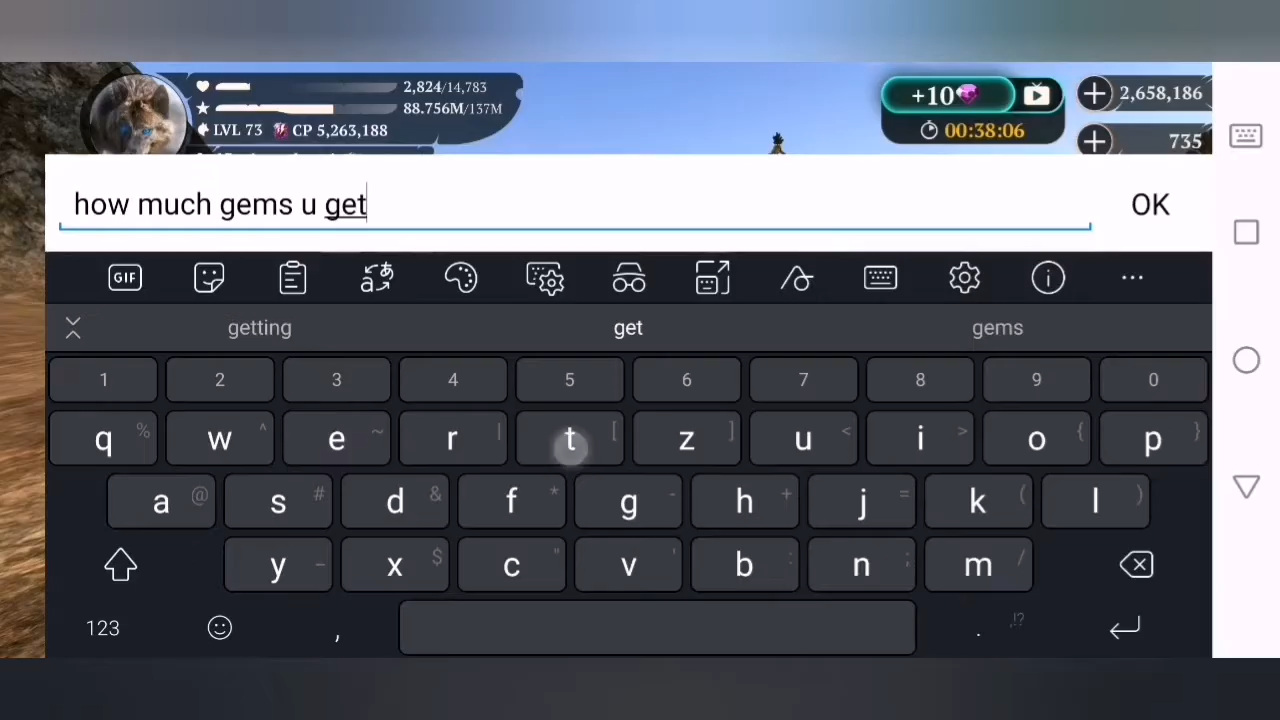 2,824/14,783
88.756M/137M
LVL 73 CP 5,263,188
+10
00:38:06
2,658,186
735
how much gems u get
OK
GIF
getting get gems
1 2 3 4 5 6 7 8 9 0
q % w ^ e ~ r | t [ z ] u < i > o { p }
a @ s # d & f * g - h + j = k ( l )
y _ x $ c " v ' b : n ; m /
123 , . ,!?